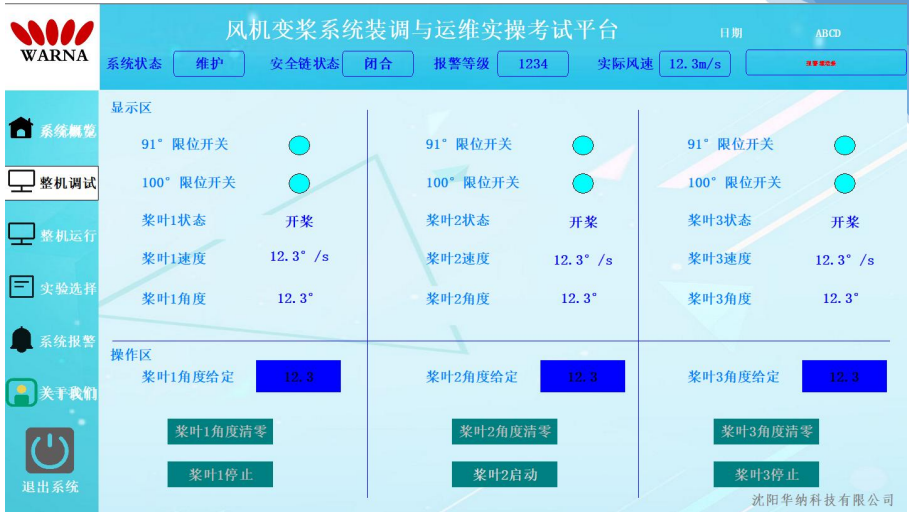 WARNA
风机变桨系统装调与运维实操考试平台
日期
ABCD
系统状态 维护 安全链状态 闭合 报警等级 1234 实际风速 12.3m/s
系统概览
整机调试
整机运行
实验选择
系统报警
关于我们
退出系统
显示区
91° 限位开关 91° 限位开关 91° 限位开关
100° 限位开关 100° 限位开关 100° 限位开关
桨叶1状态 开桨 桨叶2状态 开桨 桨叶3状态 开桨
桨叶1速度 12.3° /s 桨叶2速度 12.3° /s 桨叶3速度 12.3° /s
桨叶1角度 12.3° 桨叶2角度 12.3° 桨叶3角度 12.3°
操作区
桨叶1角度给定 12.3 桨叶2角度给定 12.3 桨叶3角度给定 12.3
桨叶1角度清零 桨叶2角度清零 桨叶3角度清零
桨叶1停止 桨叶2启动 桨叶3停止
沈阳华纳科技有限公司